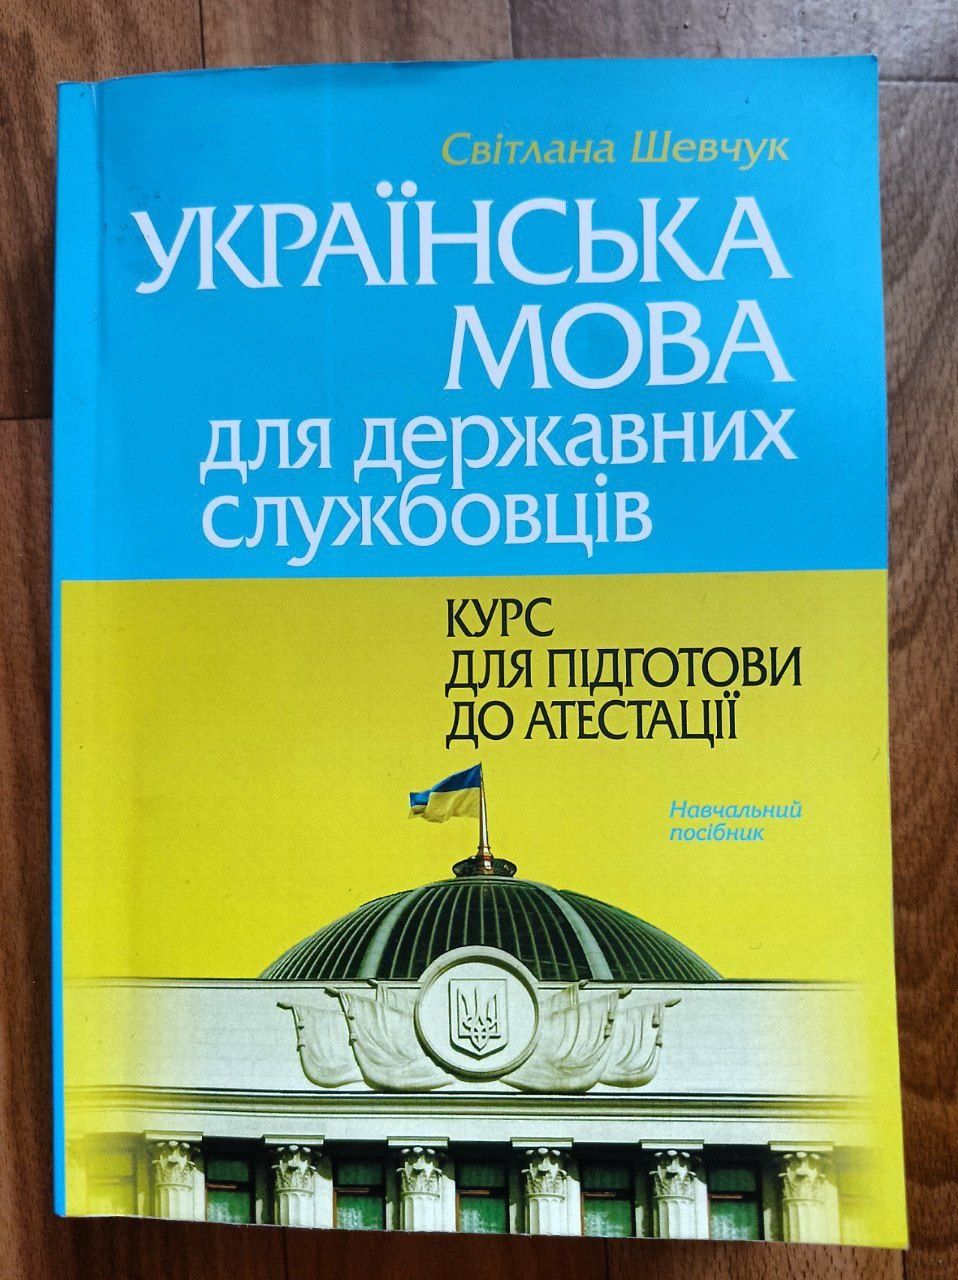 Світлана Шевчук
УКРАЇНСЬКА
МОВА
для державних
службовців
КУРС
ДЛЯ ПІДГОТОВИ
ДО АТЕСТАЦІЇ
Навчальний
посібник